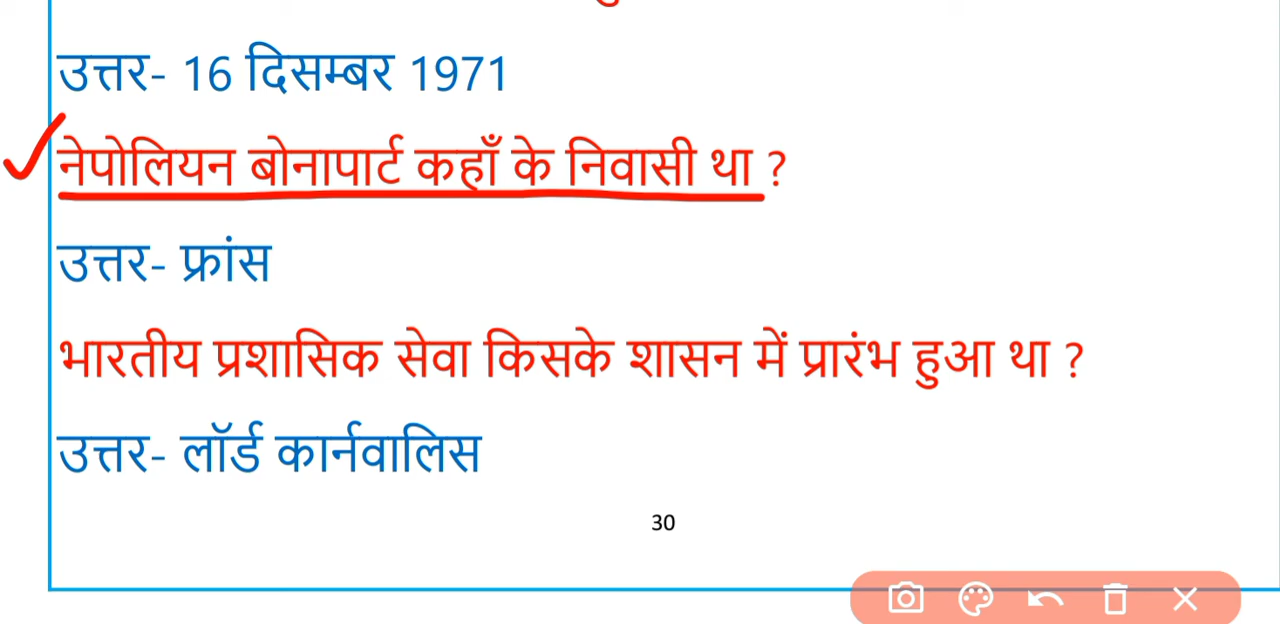 उत्तर- 16 दिसम्बर 1971
नेपोलियन बोनापार्ट कहाँ के निवासी था ?
उत्तर- फ्रांस
भारतीय प्रशासिक सेवा किसके शासन में प्रारंभ हुआ था ?
उत्तर- लॉर्ड कार्नवालिस
30